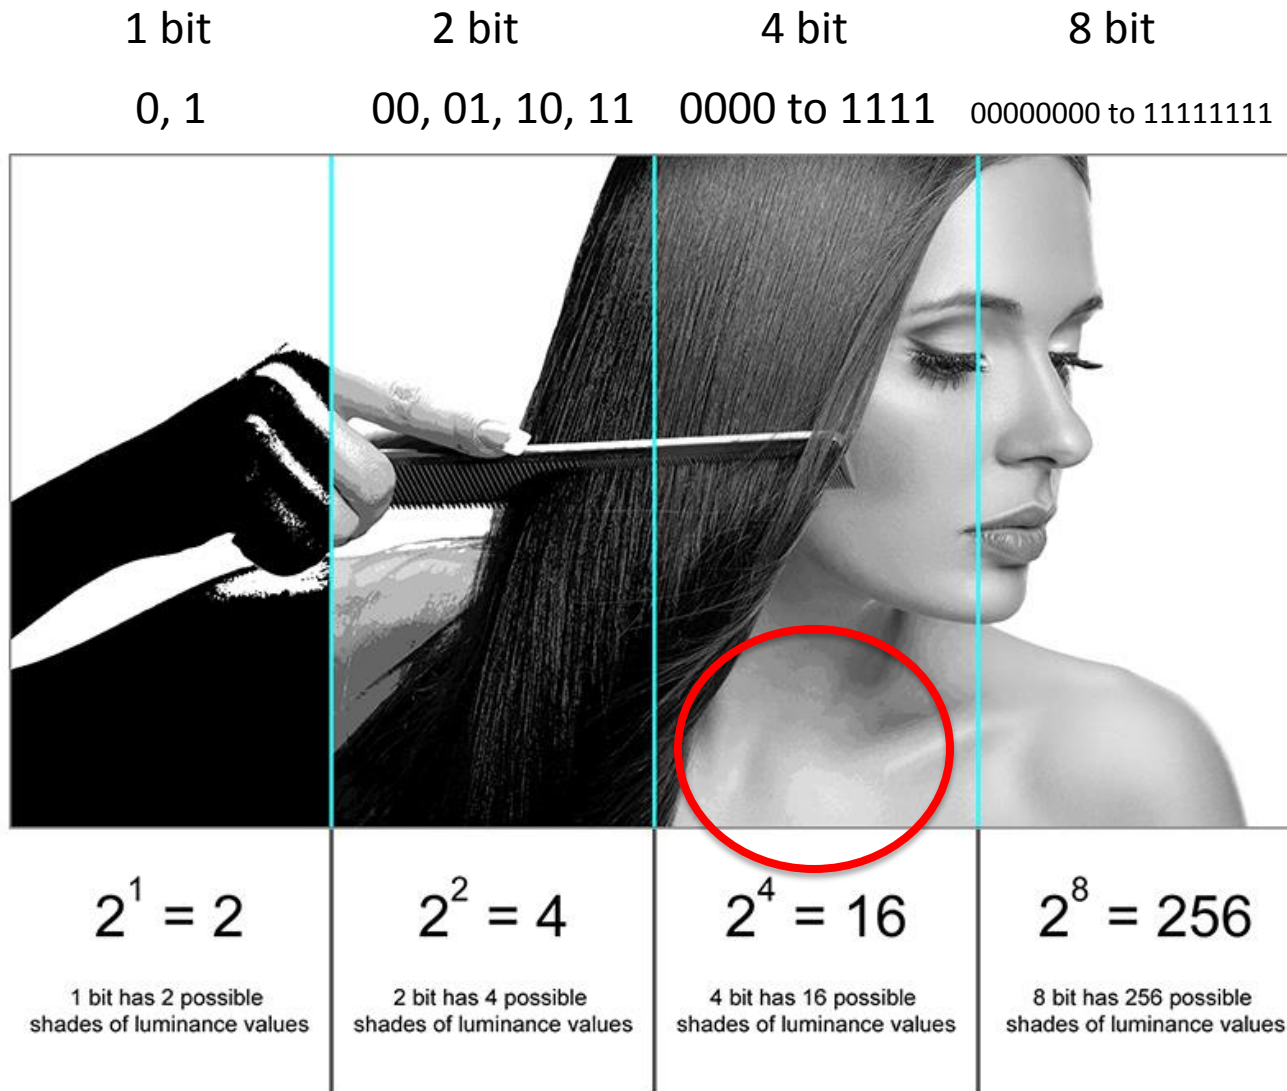 1 bit 2 bit 4 bit 8 bit
0, 1 00, 01, 10, 11 0000 to 1111 00000000 to 11111111
2¹ = 2 2² = 4 2⁴ = 16 2⁸ = 256
1 bit has 2 possible
shades of luminance values
2 bit has 4 possible
shades of luminance values
4 bit has 16 possible
shades of luminance values
8 bit has 256 possible
shades of luminance values